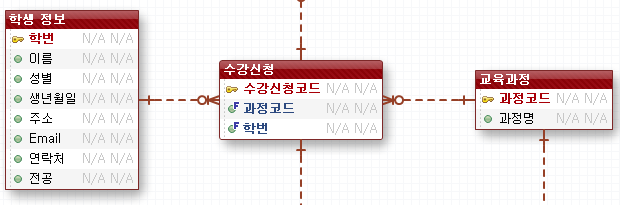 학생 정보
학번 N/A N/A
이름 N/A N/A
성별 N/A N/A
생년월일 N/A N/A
주소 N/A N/A
Email N/A N/A
연락처 N/A N/A
전공 N/A N/A
수강신청
수강신청코드 N/A N/A
F 과정코드 N/A N/A
F 학번 N/A N/A
교육과정
과정코드 N/A N/A
과정명 N/A N/A